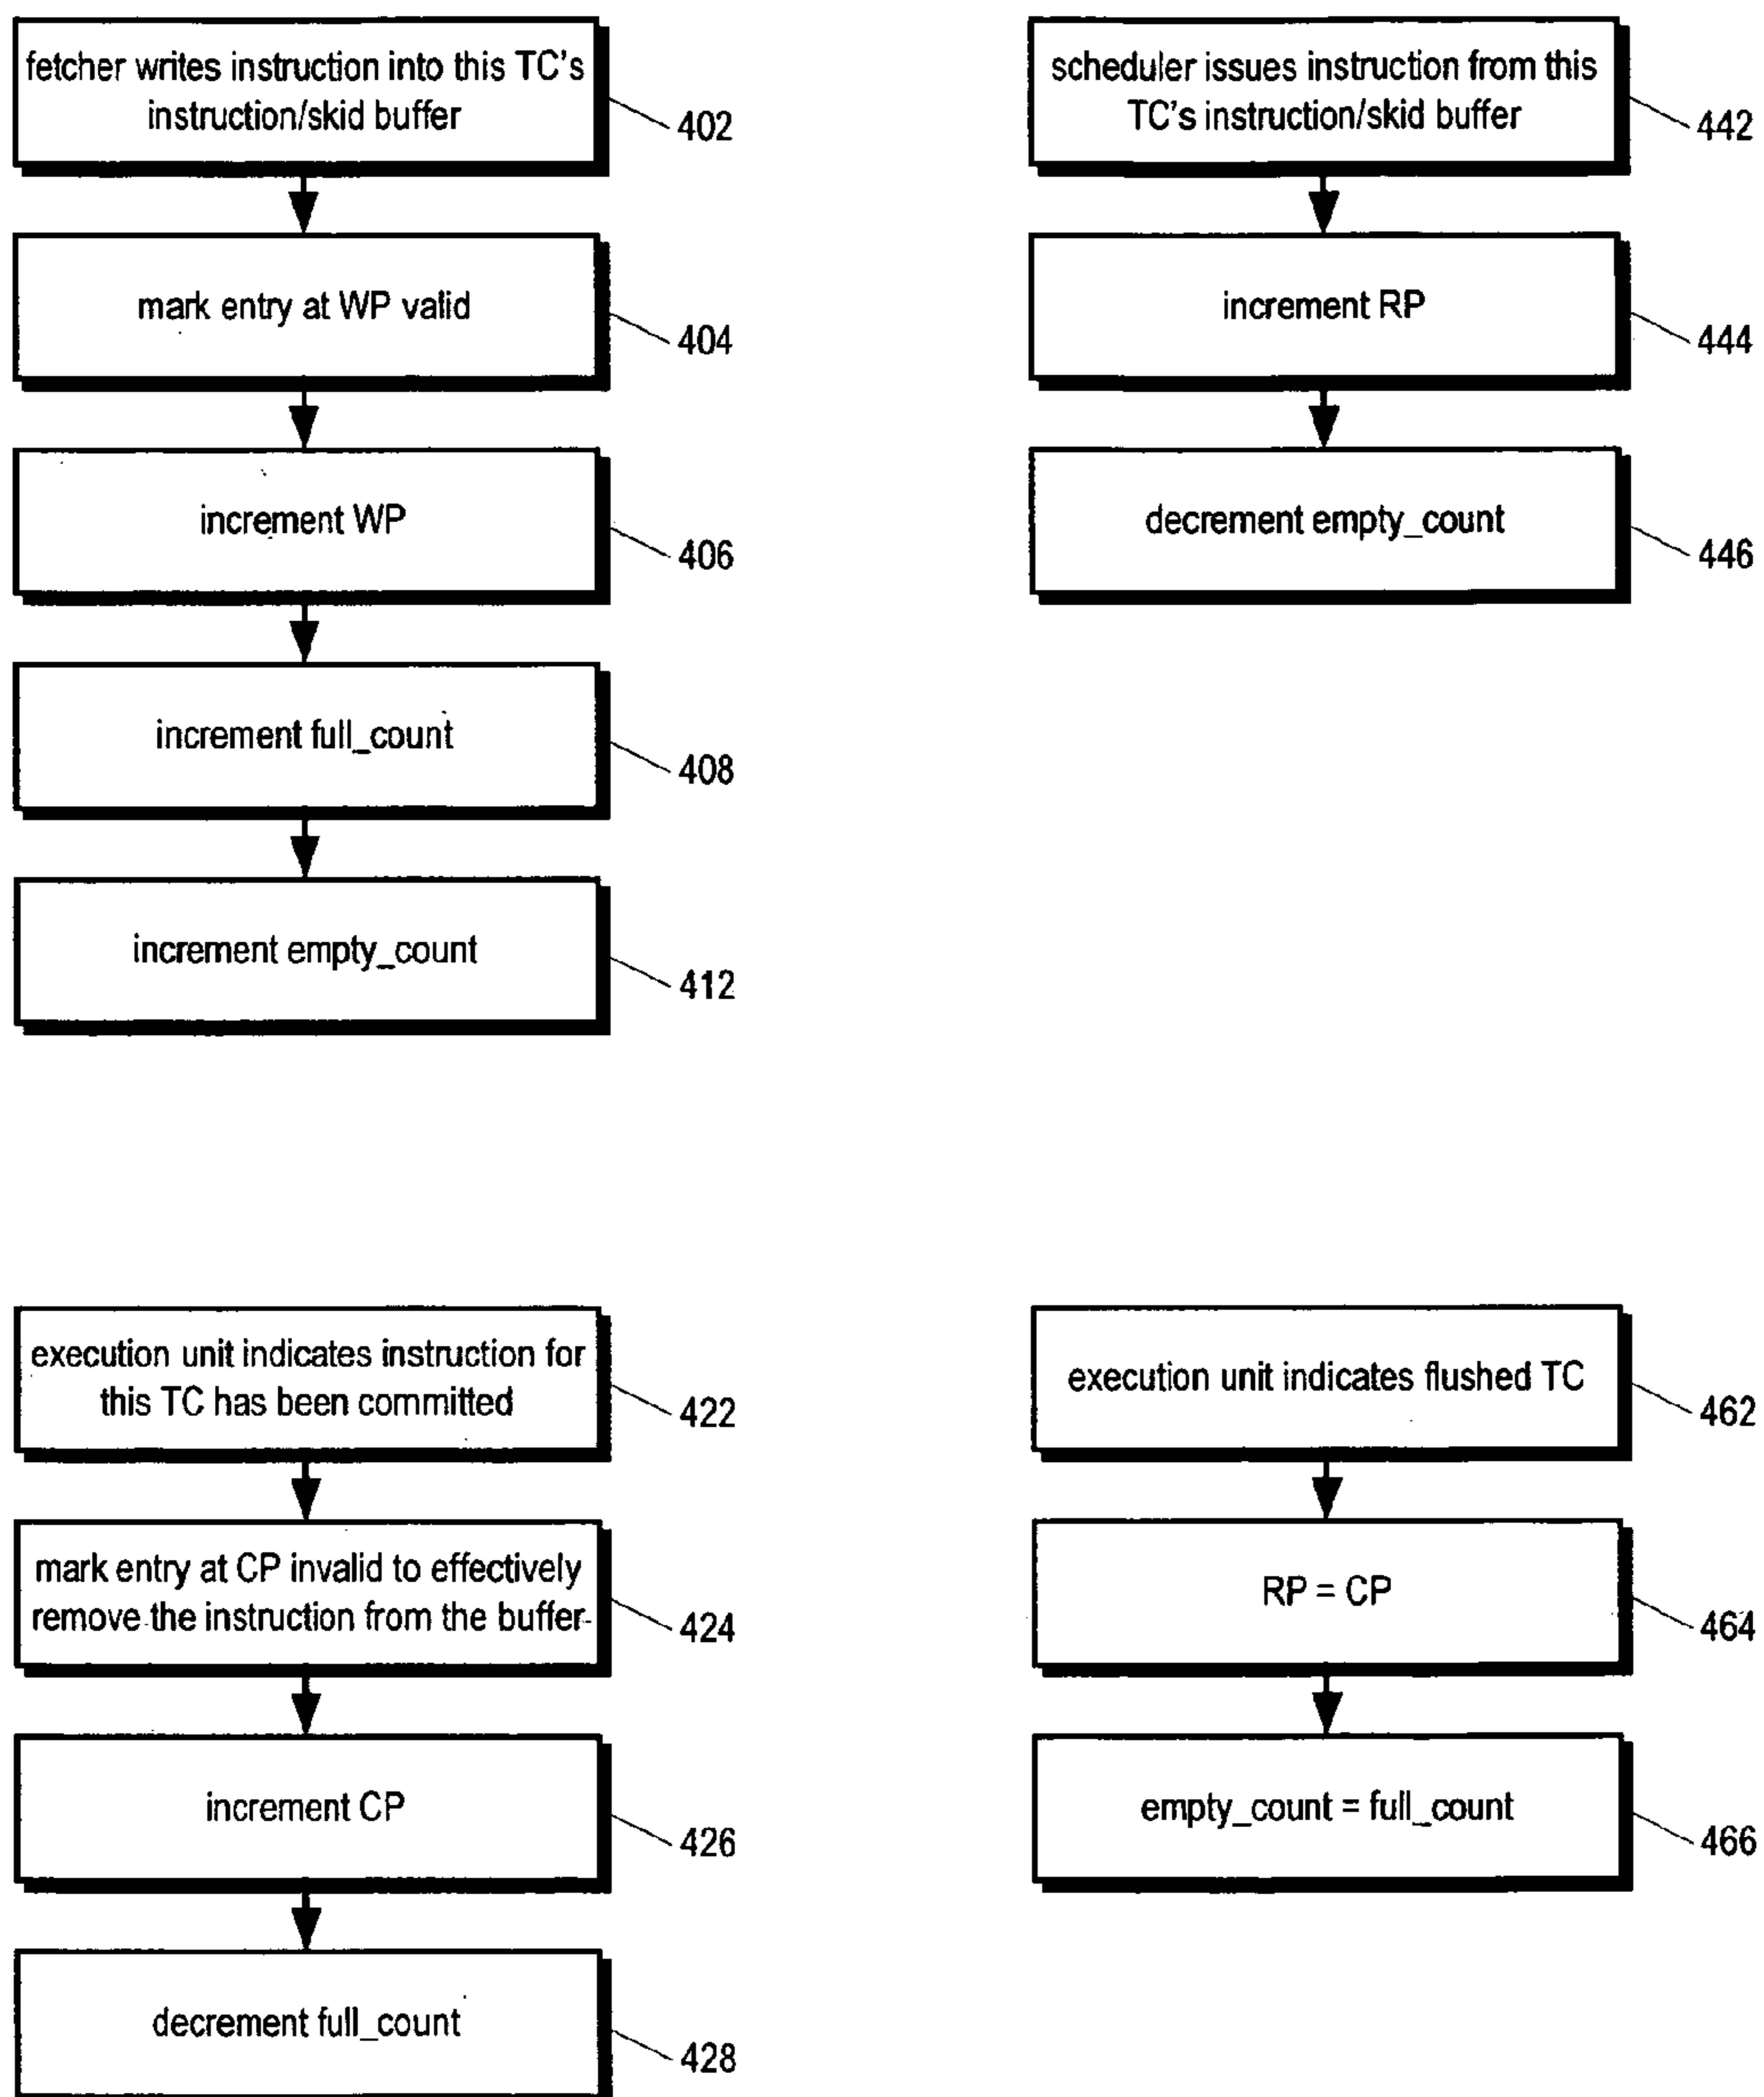 fetcher writes instruction into this TC's
instruction/skid buffer
402
mark entry at WP valid
404
increment WP
406
increment full_count
408
increment empty_count
412
scheduler issues instruction from this
TC's instruction/skid buffer
442
increment RP
444
decrement empty_count
446
execution unit indicates instruction for
this TC has been committed
422
mark entry at CP invalid to effectively
remove the instruction from the buffer
424
increment CP
426
decrement full_count
428
execution unit indicates flushed TC
462
RP = CP
464
empty_count = full_count
466